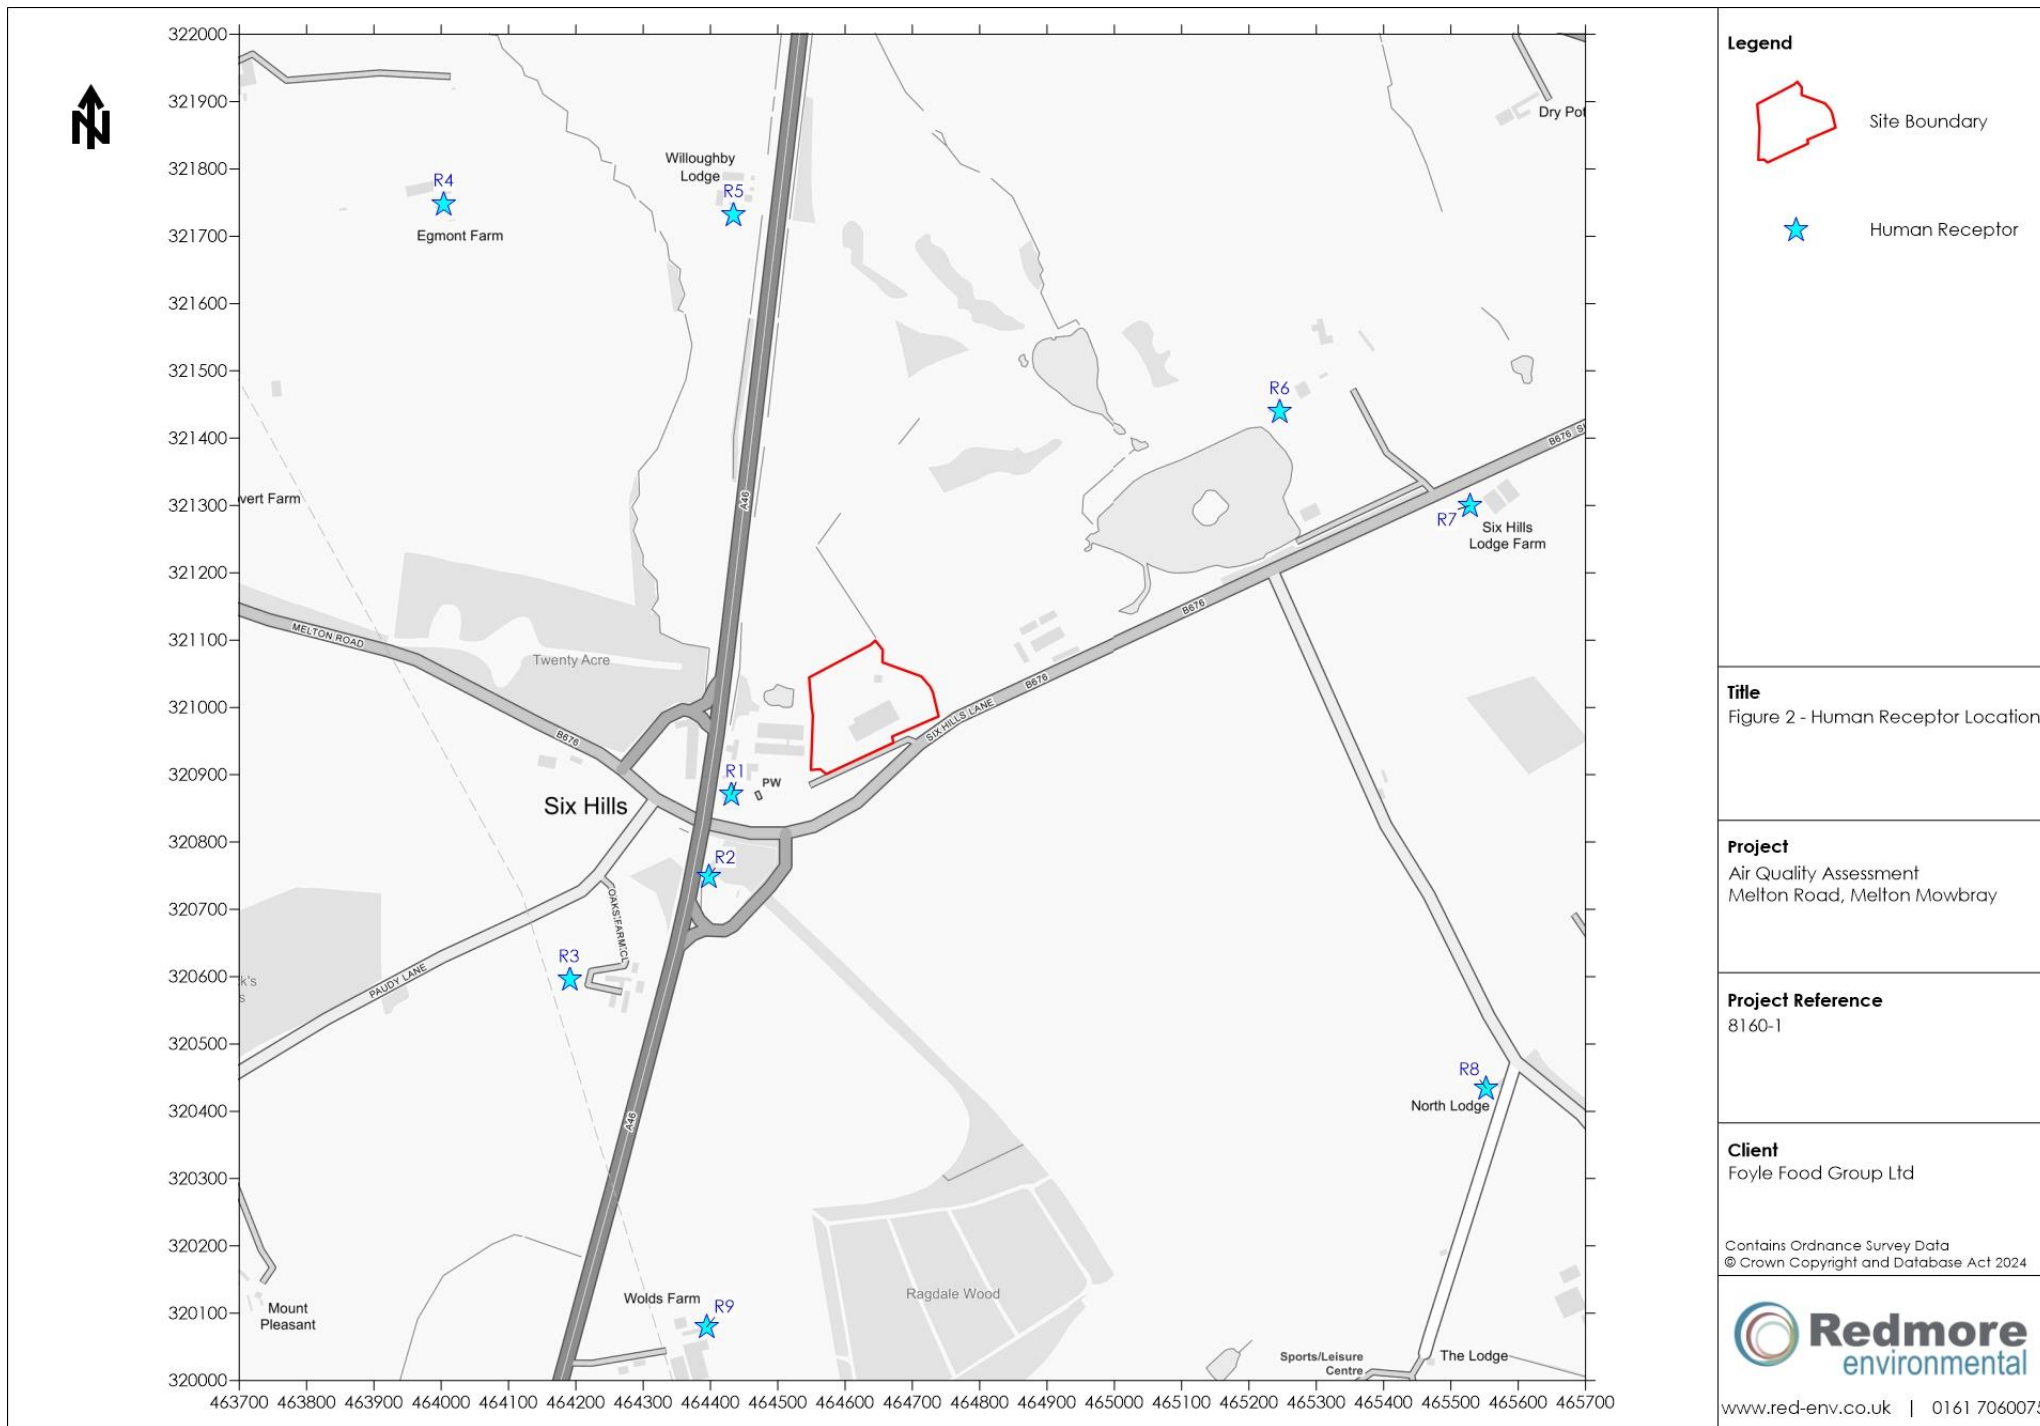 322000
321900
321800
321700
321600
321500
321400
321300
321200
321100
321000
320900
320800
320700
320600
320500
320400
320300
320200
320100
320000
463700 463800 463900 464000 464100 464200 464300 464400 464500 464600 464700 464800 464900 465000 465100 465200 465300 465400 465500 465600 465700
N
Dry Pot
Willoughby
Lodge
R4
R5
Egmont Farm
R6
B676
A46
vert Farm
R7
Six Hills
Lodge Farm
B676
MELTON ROAD
Twenty Acre
B676
SIX HILLS LANE
B676
R1
PW
Six Hills
R2
OAKS FARM CL
R3
PAUDY LANE
k's
s
R8
North Lodge
A46
Ragdale Wood
Wolds Farm
R9
Mount
Pleasant
Sports/Leisure
Centre
The Lodge
Legend
Site Boundary
Human Receptor
Title
Figure 2 - Human Receptor Location
Project
Air Quality Assessment
Melton Road, Melton Mowbray
Project Reference
8160-1
Client
Foyle Food Group Ltd
Contains Ordnance Survey Data
© Crown Copyright and Database Act 2024
Redmore
environmental
www.red-env.co.uk | 0161 7060075